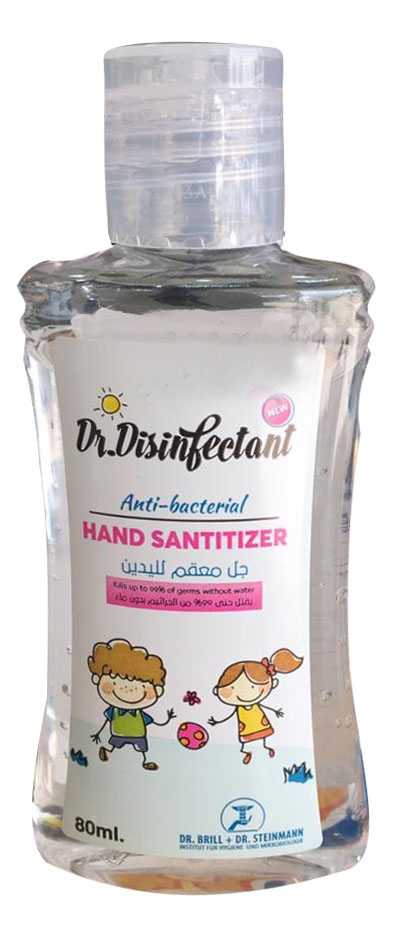 NEW
Dr.Disinfectant
Anti-bacterial
HAND SANTITIZER
جل معقم لليدين
Kills up to 99% of germs without water
يقتل حتى 99% من الجراثيم بدون ماء
80ml.
DR. BRILL + DR. STEINMANN
INSTITUT FÜR HYGIENE UND MIKROBIOLOGIE